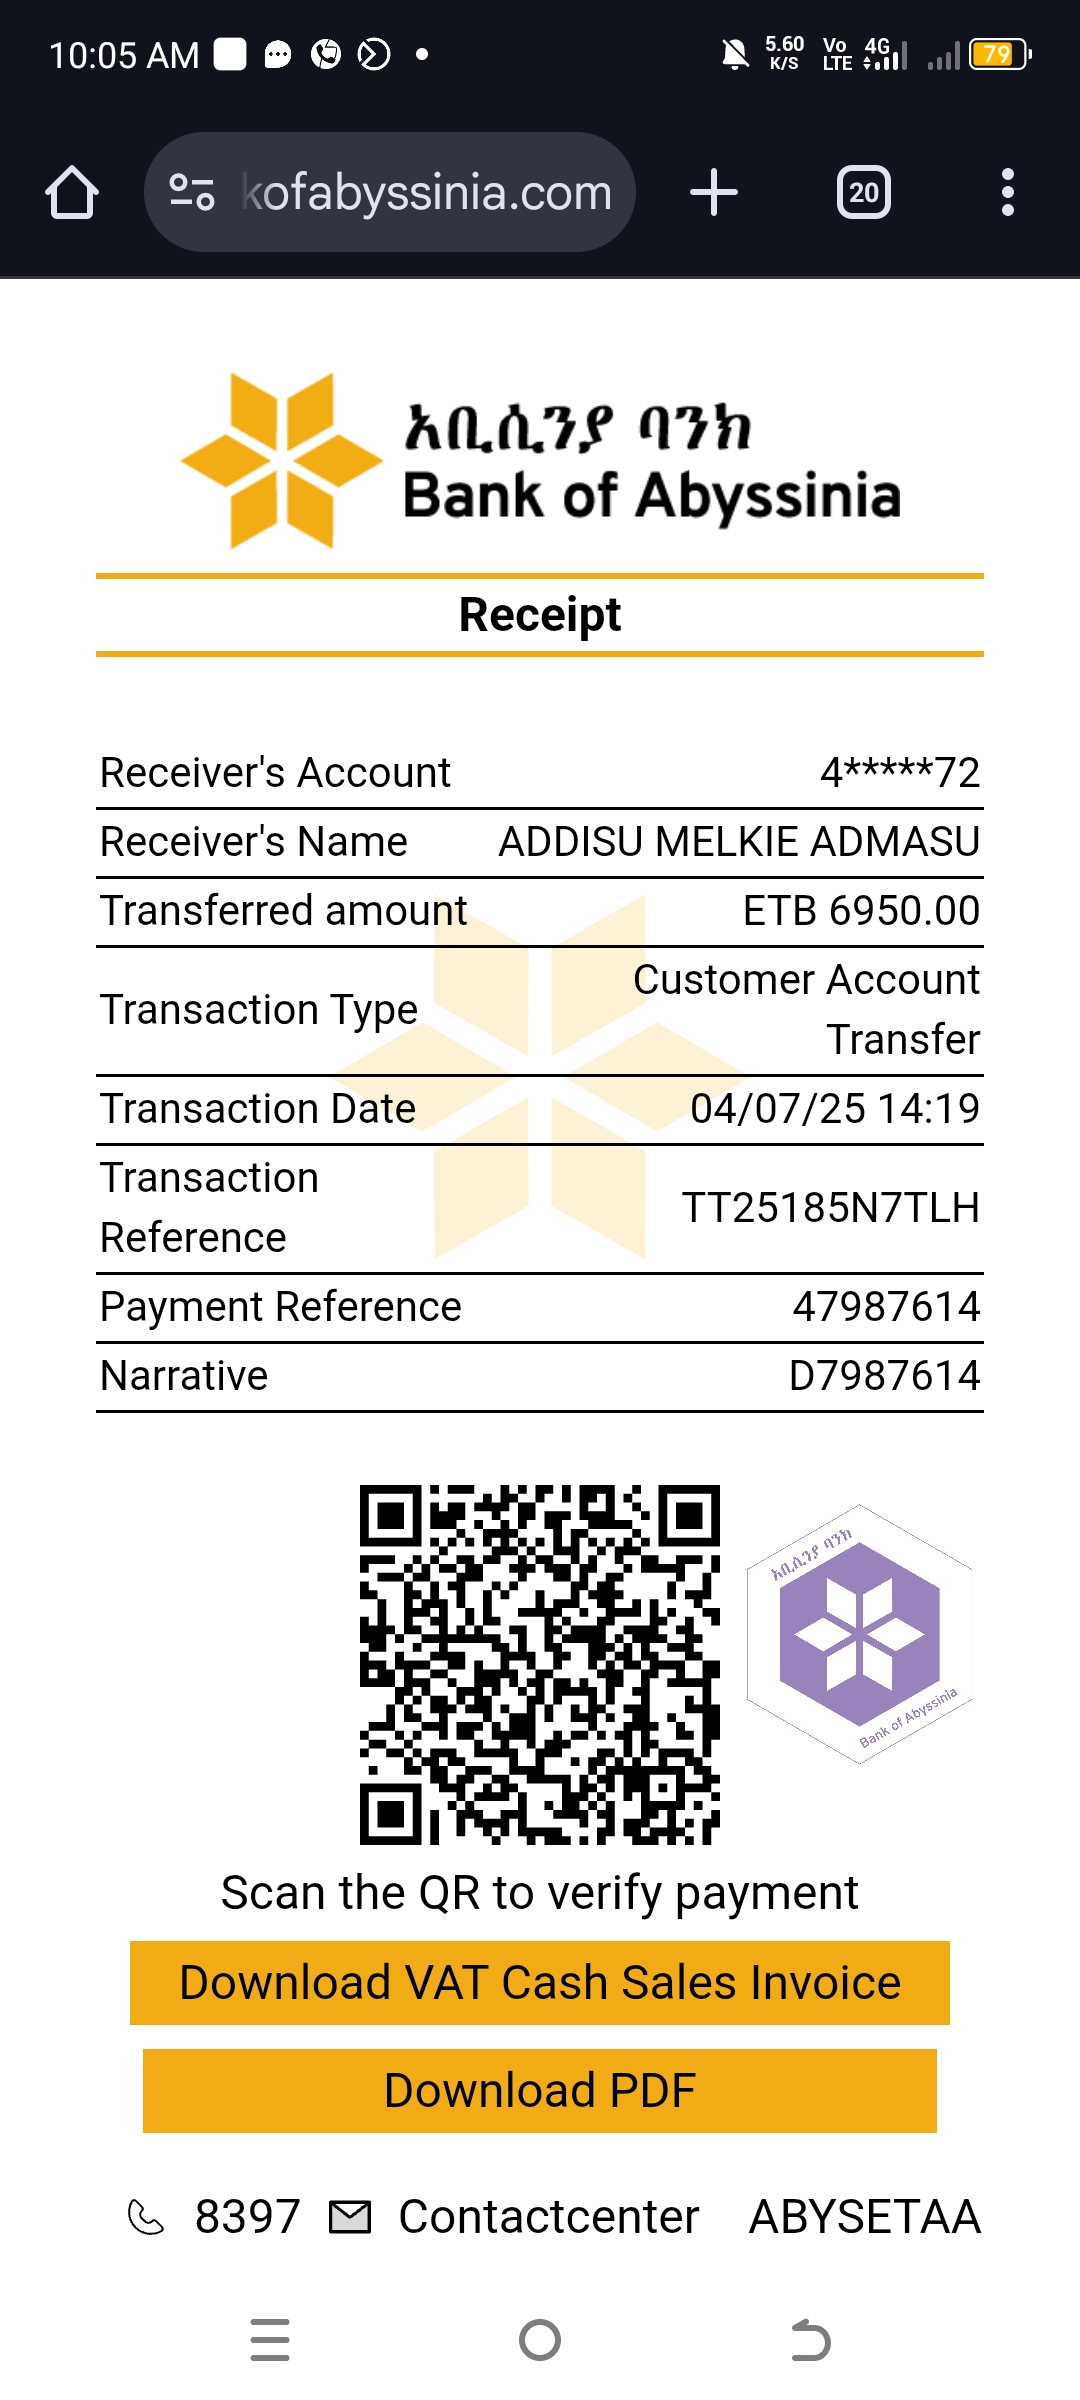 10:05 AM
5.60 K/S
Vo LTE
4G
79
kofabyssinia.com
20
አቢሲንያ ባንክ
Bank of Abyssinia
Receipt
Receiver's Account 4*****72
Receiver's Name ADDISU MELKIE ADMASU
Transferred amount ETB 6950.00
Transaction Type Customer Account Transfer
Transaction Date 04/07/25 14:19
Transaction Reference TT25185N7TLH
Payment Reference 47987614
Narrative D7987614
አቢሲንያ ባንክ
Bank of Abyssinia
Scan the QR to verify payment
Download VAT Cash Sales Invoice
Download PDF
8397 Contactcenter ABYSETAA